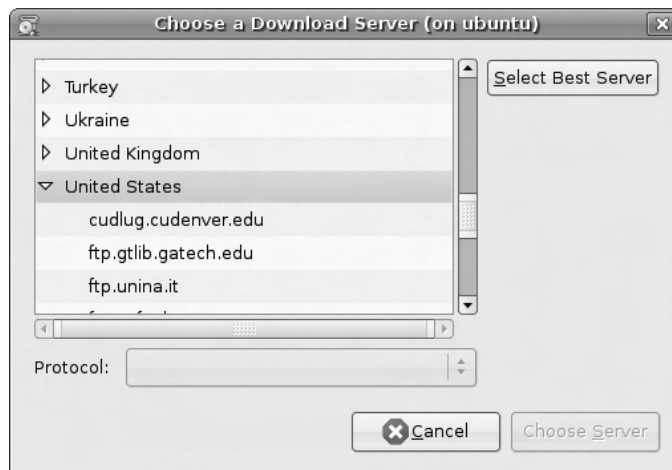 Choose a Download Server (on ubuntu)
Turkey
Select Best Server
Ukraine
United Kingdom
United States
cudlug.cudenver.edu
ftp.gtlib.gatech.edu
ftp.unina.it
Protocol:
Cancel
Choose Server